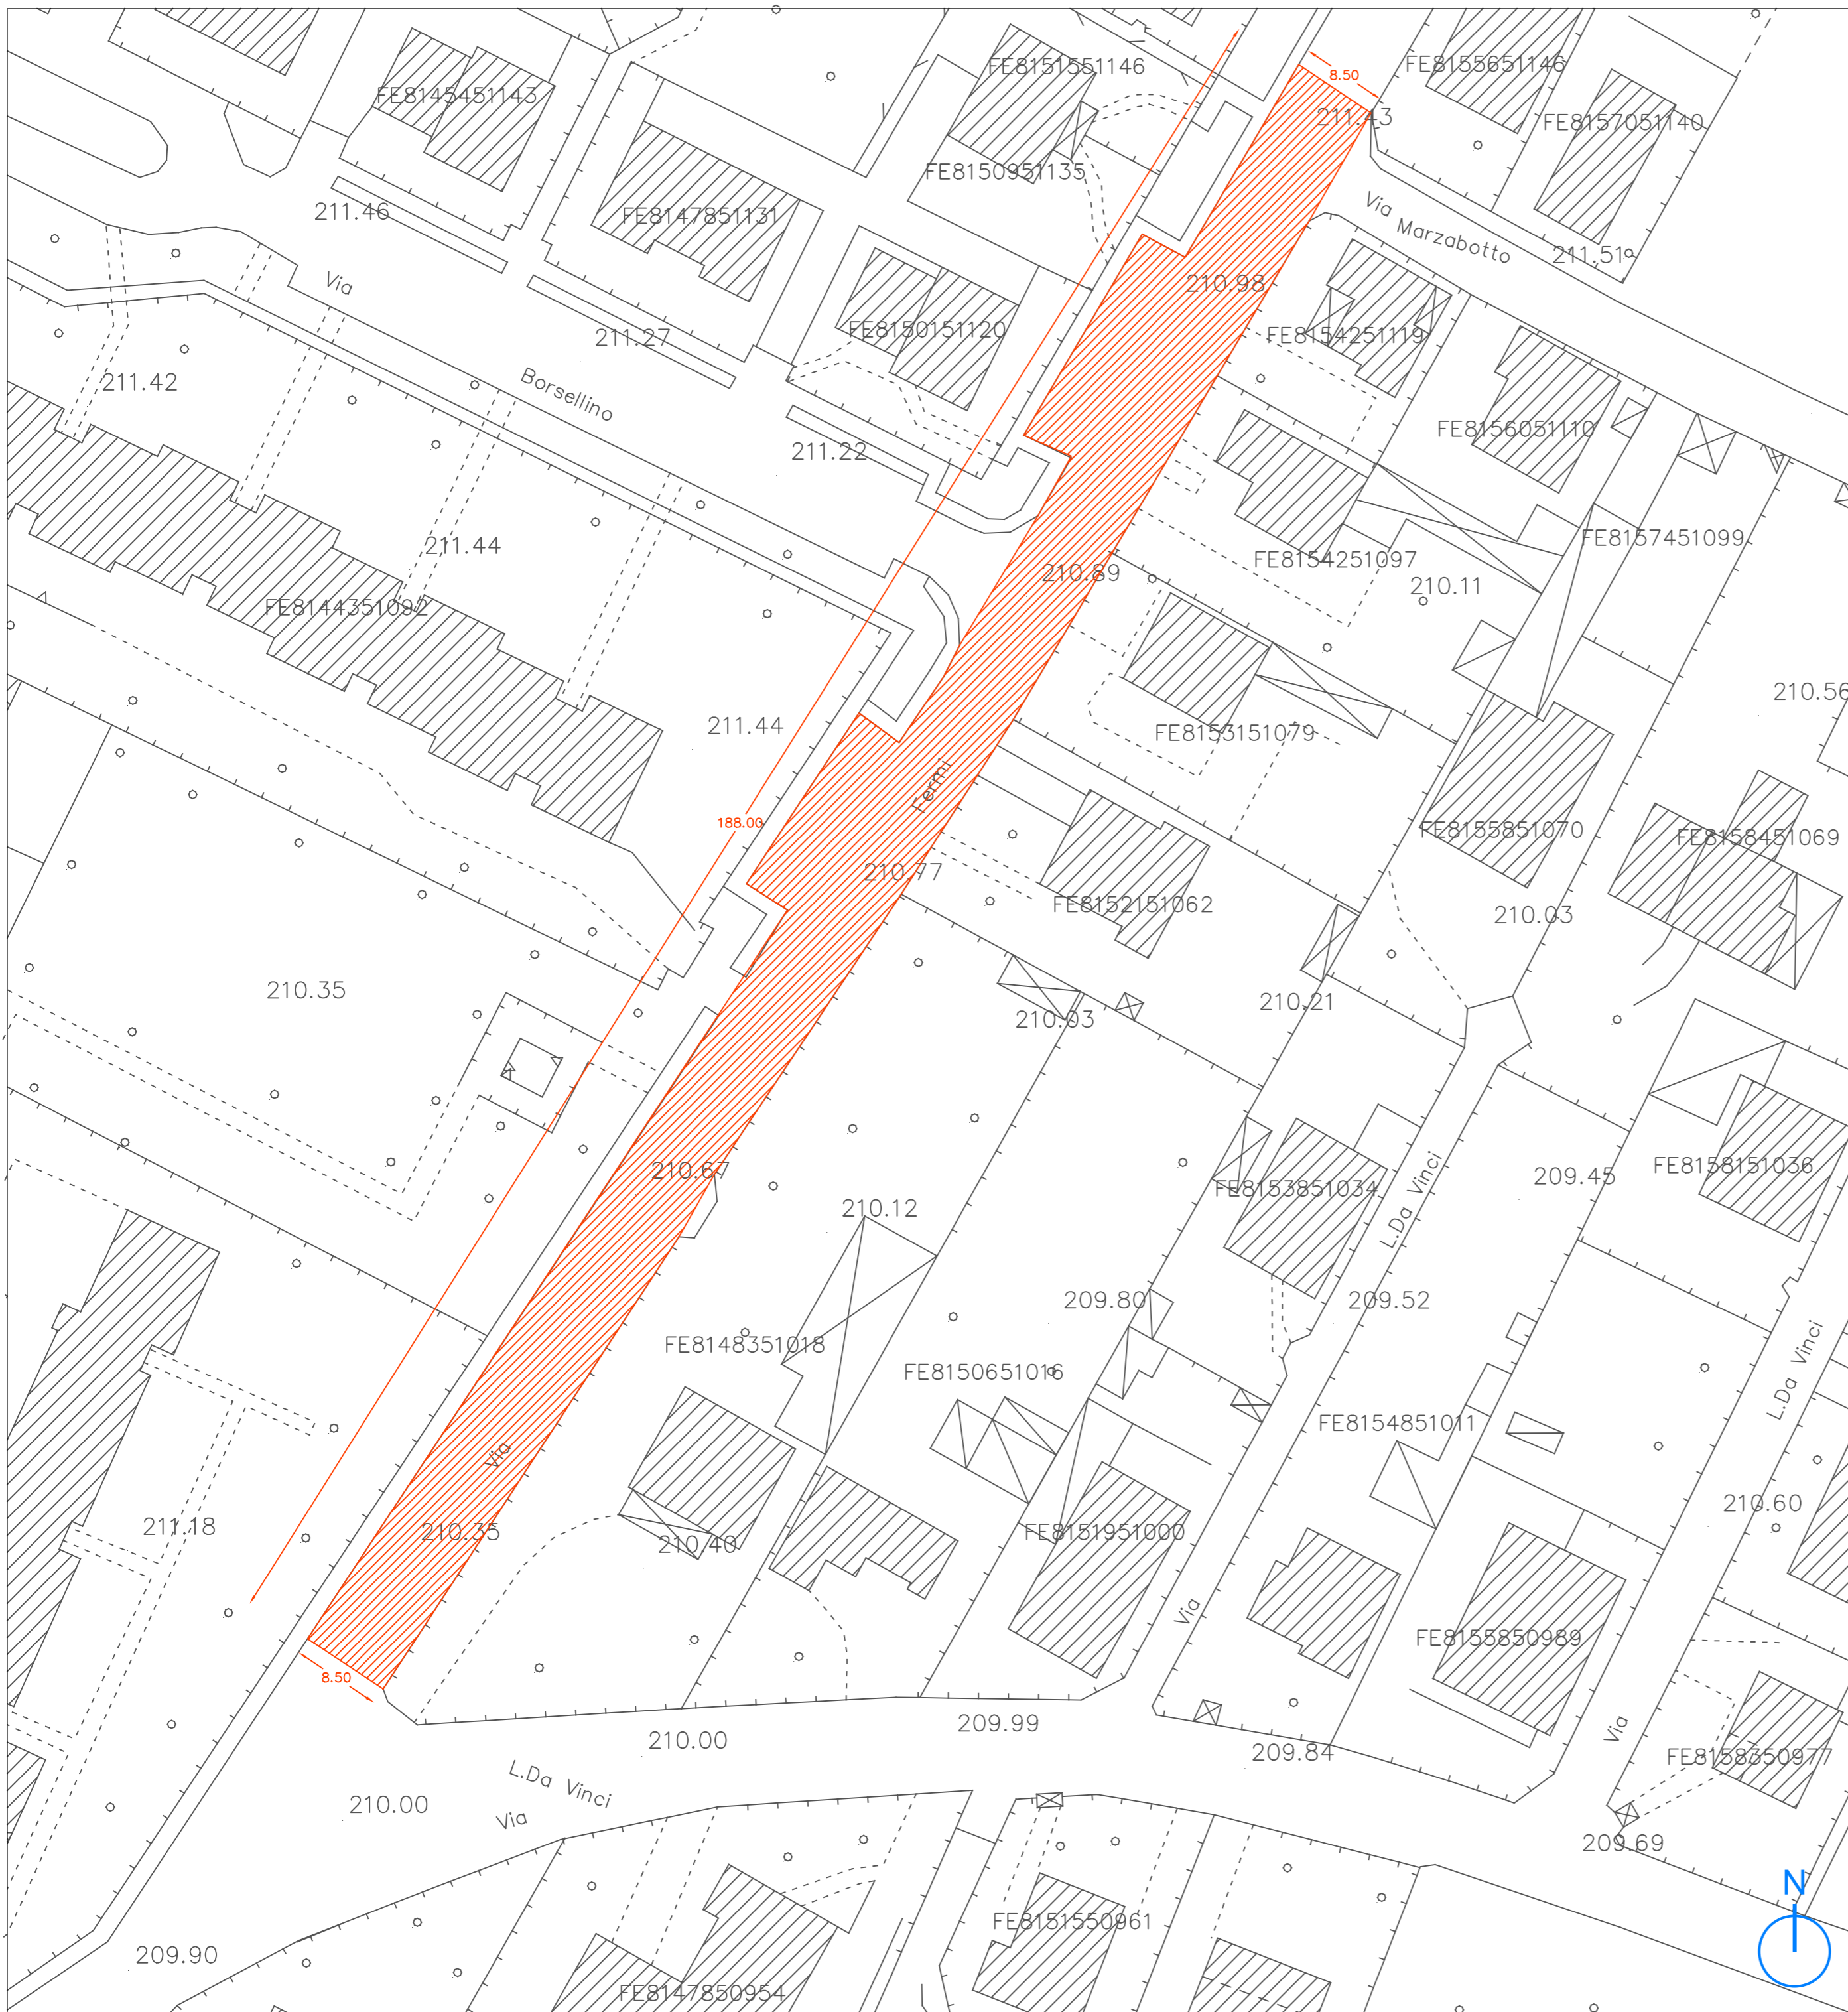 FE8151551146
FE8155651146
8.50
FE8145451143
211.43
FE8157051140
FE8150951135
211.46
FE8147851131
Via Marzabotto
211.51
Via
210.98
211.27
FE8150151120
FE8154251119
211.42
Borsellino
FE8156051110
211.22
211.44
FE8157451099
210.89
FE8154251097
210.11
FE8144351092
210.56
211.44
FE8153151079
Fermi
188.00
FE8155851070
FE8158451069
210.77
FE8152151062
210.03
210.35
210.21
210.03
210.67
FE8158151036
209.45
FE8153851034
L.Da Vinci
210.12
209.80
209.52
FE8148351018
L.Da Vinci
FE8150651016
FE8154851011
Via
210.60
211.18
210.35
210.40
FE8151951000
Via
FE8155850989
8.50
209.99
210.00
209.84
Via
FE8158350977
L.Da Vinci
210.00
Via
209.69
N
FE8151550961
209.90
FE8147850954